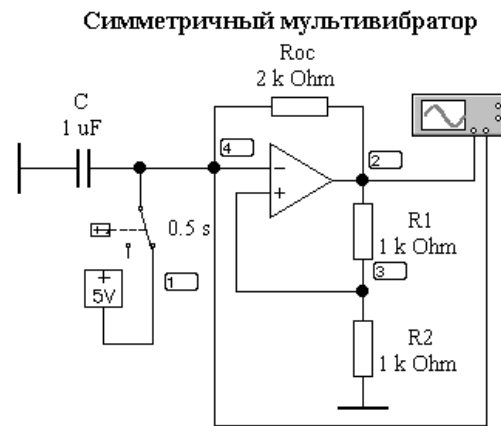 Симметричный мультивибратор
Roc
2 k Ohm
C
1 uF
4
2
−
+
0.5 s
R1
1 k Ohm
3
1
+
5V
R2
1 k Ohm